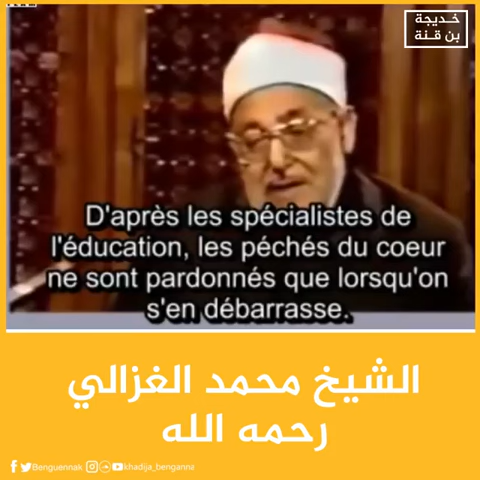 خديجة
بن قنة
D'après les spécialistes de
l'éducation, les péchés du coeur
ne sont pardonnés que lorsqu'on
s'en débarrasse.
الشيخ محمد الغزالي
رحمه الله
Benguennak khadija_benganna